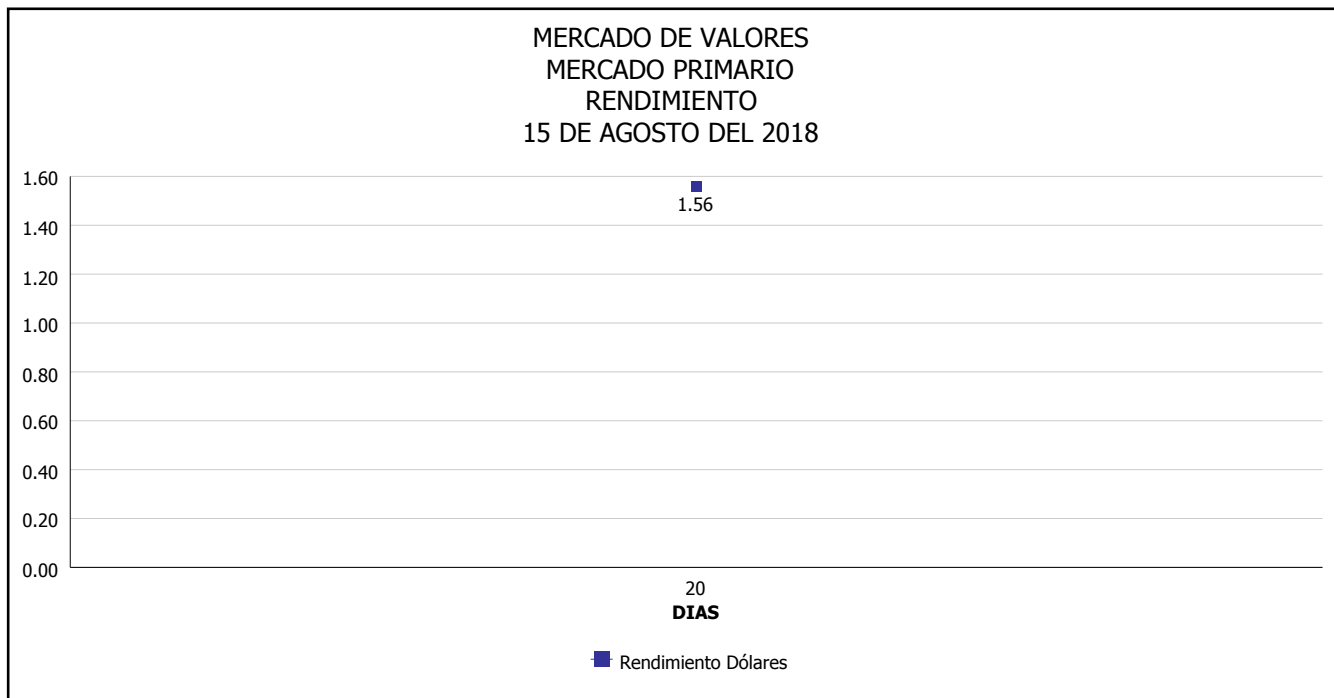 MERCADO DE VALORES
MERCADO PRIMARIO
RENDIMIENTO
15 DE AGOSTO DEL 2018
1.60
1.56
1.40
1.20
1.00
0.80
0.60
0.40
0.20
0.00
20
DIAS
Rendimiento Dólares